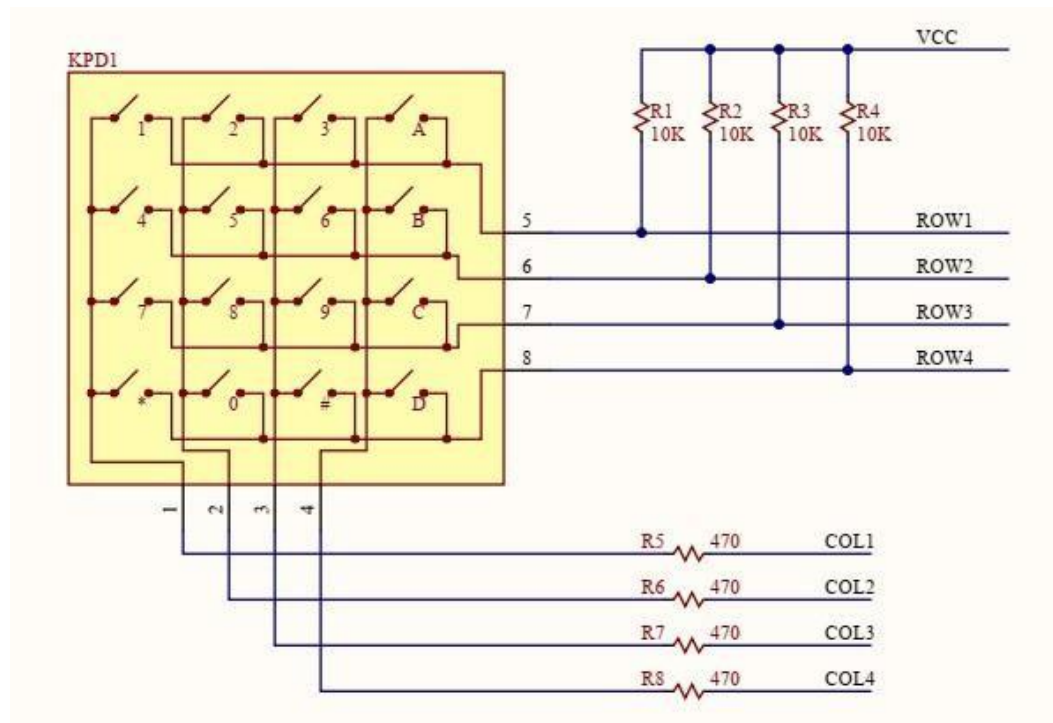 VCC
KPD1
1 2 3 A
R1 R2 R3 R4
10K 10K 10K 10K
4 5 6 B
5 ROW1
6 ROW2
7 8 9 C
7 ROW3
8 ROW4
* 0 # D
1 2 3 4
R5 470 COL1
R6 470 COL2
R7 470 COL3
R8 470 COL4